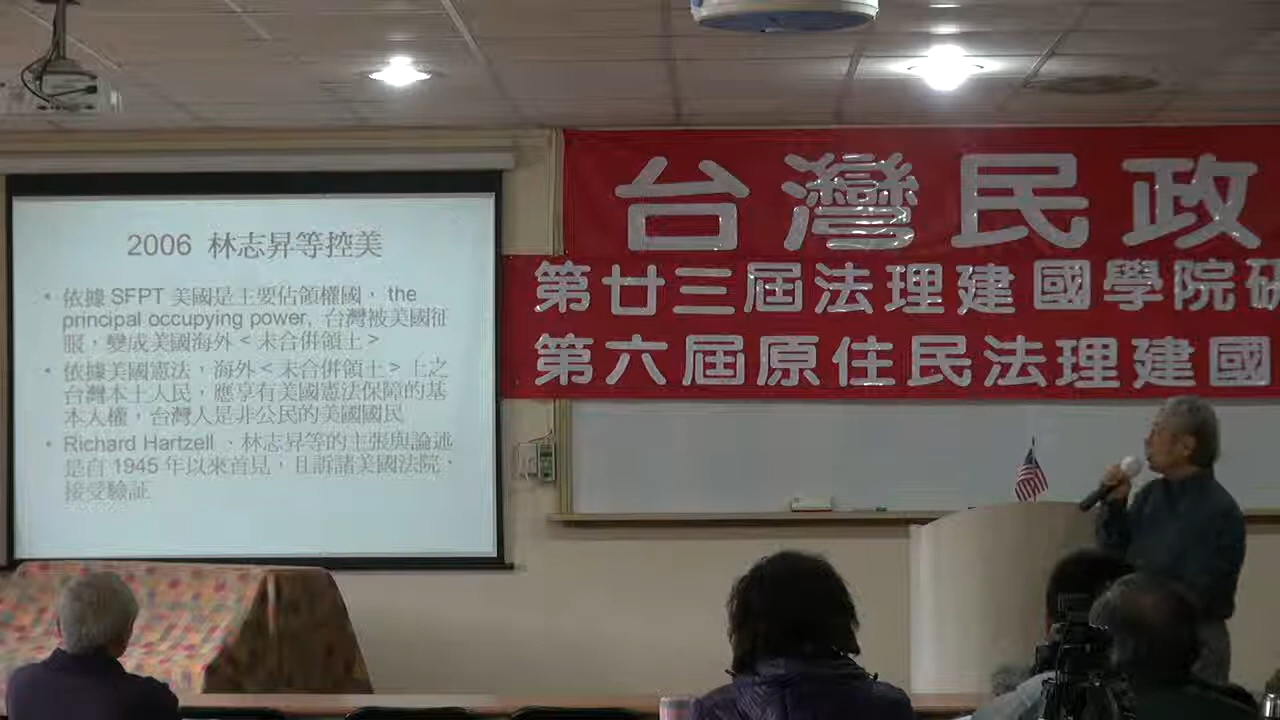 2006 林志昇等控美
• 依據 SFPT 美國是主要佔領權國， the
principal occupying power, 台灣被美國征
服，變成美國海外＜未合併領土＞
• 依據美國憲法，海外＜未合併領土＞上之
台灣本土人民，應享有美國憲法保障的基
本人權，台灣人是非公民的美國國民
• Richard Hartzell 、林志昇等的主張與論述
是自 1945 年以來首見，且訴諸美國法院、
接受驗証
台灣民政
第廿三屆法理建國學院研
第六屆原住民法理建國